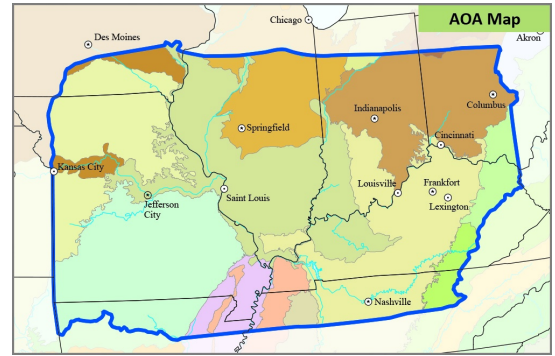 AOA Map
Chicago
Des Moines
Akron
Columbus
Indianapolis
Springfield
Cincinnati
Kansas City
Saint Louis
Louisville
Frankfort
Jefferson
City
Lexington
Nashville